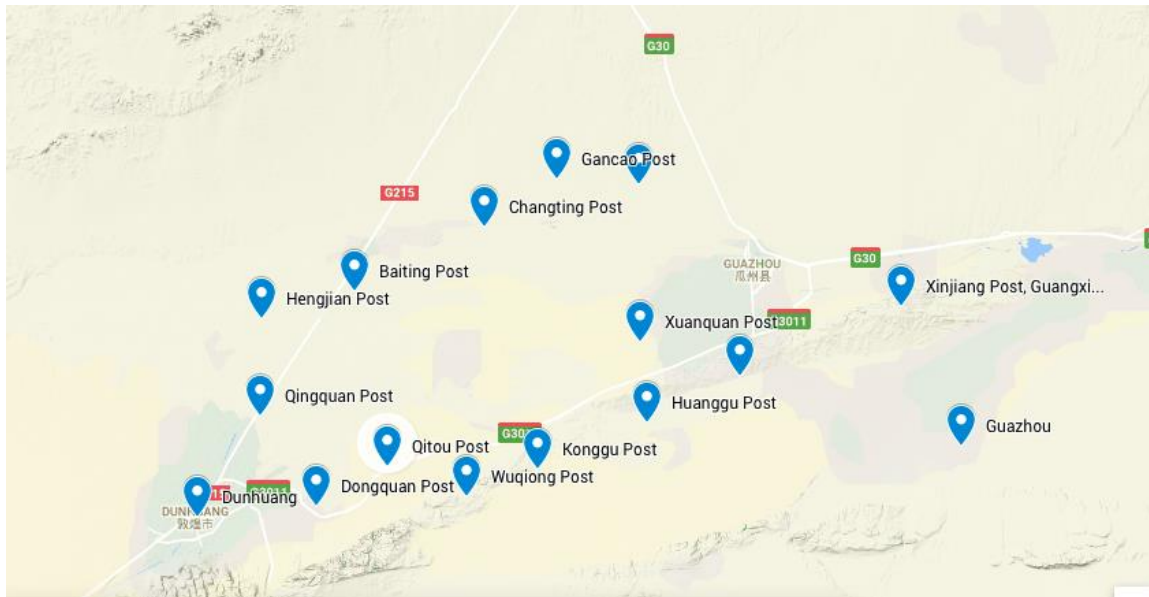 G30
Gancao Post
G215
Changting Post
GUAZHOU
瓜州县
G30
Baiting Post
Hengjian Post
Xinjiang Post, Guangxi...
Xuanquan Post
Qingquan Post
Huanggu Post
Guazhou
Qitou Post
Konggu Post
Wuqiong Post
Dongquan Post
Dunhuang
DUNHUANG
敦煌市